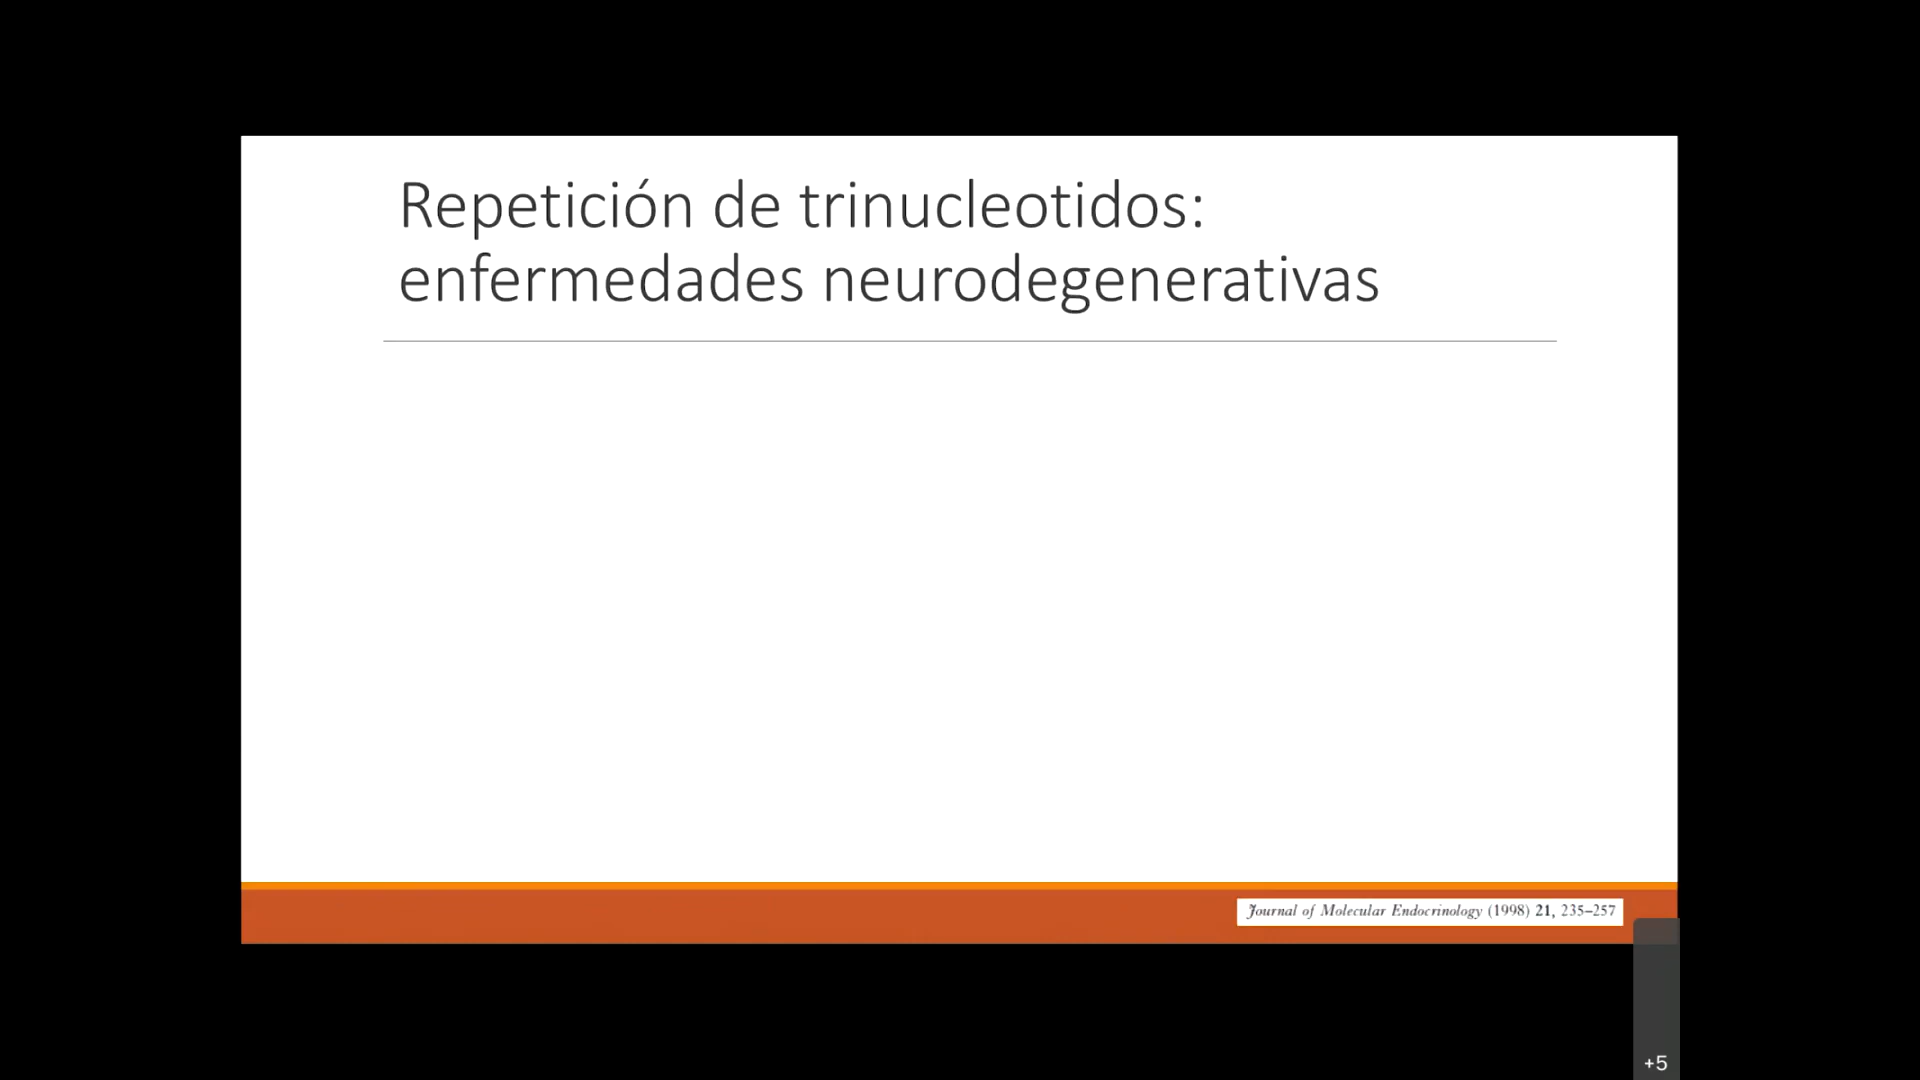 Repetición de trinucleotidos:
enfermedades neurodegenerativas
Journal of Molecular Endocrinology (1998) 21, 235–257
+5